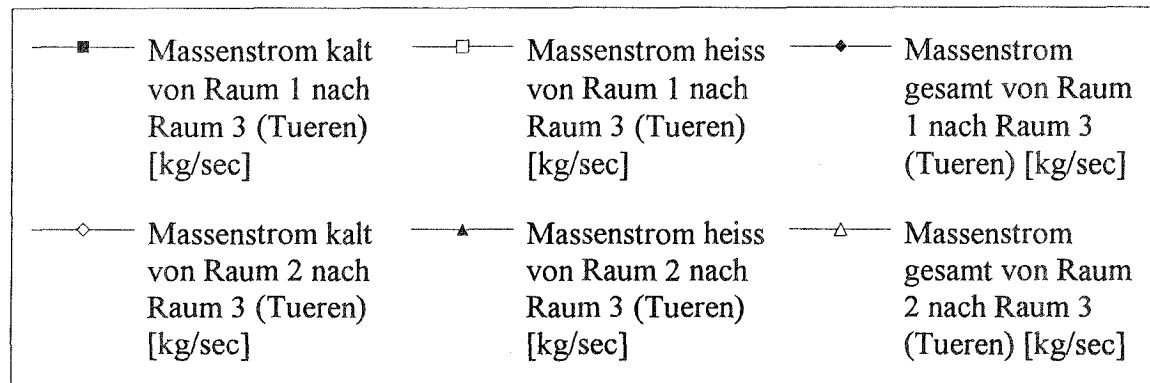 Massenstrom kalt
von Raum 1 nach
Raum 3 (Tueren)
[kg/sec]
Massenstrom heiss
von Raum 1 nach
Raum 3 (Tueren)
[kg/sec]
Massenstrom
gesamt von Raum
1 nach Raum 3
(Tueren) [kg/sec]
Massenstrom kalt
von Raum 2 nach
Raum 3 (Tueren)
[kg/sec]
Massenstrom heiss
von Raum 2 nach
Raum 3 (Tueren)
[kg/sec]
Massenstrom
gesamt von Raum
2 nach Raum 3
(Tueren) [kg/sec]